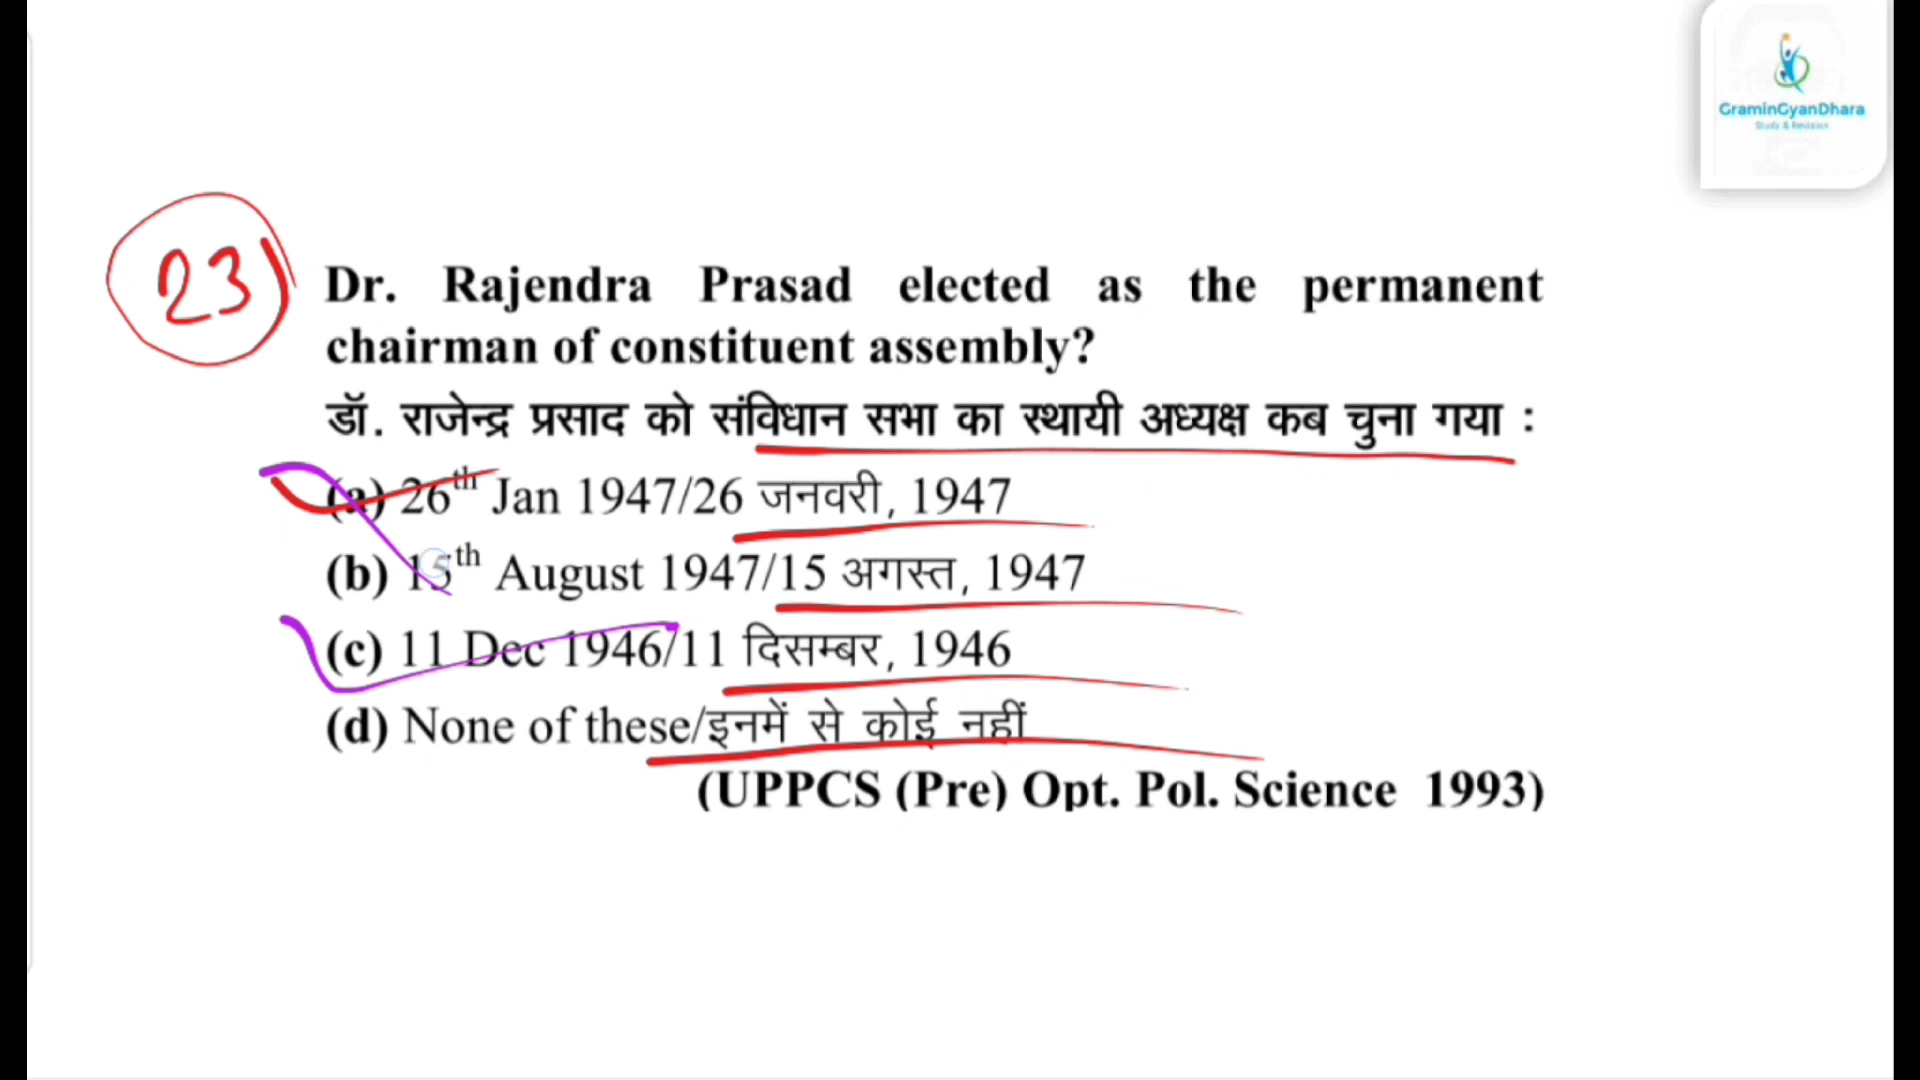 GraminGyanDhara
Study & Revision
23)
Dr. Rajendra Prasad elected as the permanent
chairman of constituent assembly?
डॉ. राजेन्द्र प्रसाद को संविधान सभा का स्थायी अध्यक्ष कब चुना गया :
(a) 26th Jan 1947/26 जनवरी, 1947
(b) 15th August 1947/15 अगस्त, 1947
(c) 11 Dec 1946/11 दिसम्बर, 1946
(d) None of these/इनमें से कोई नहीं
(UPPCS (Pre) Opt. Pol. Science 1993)